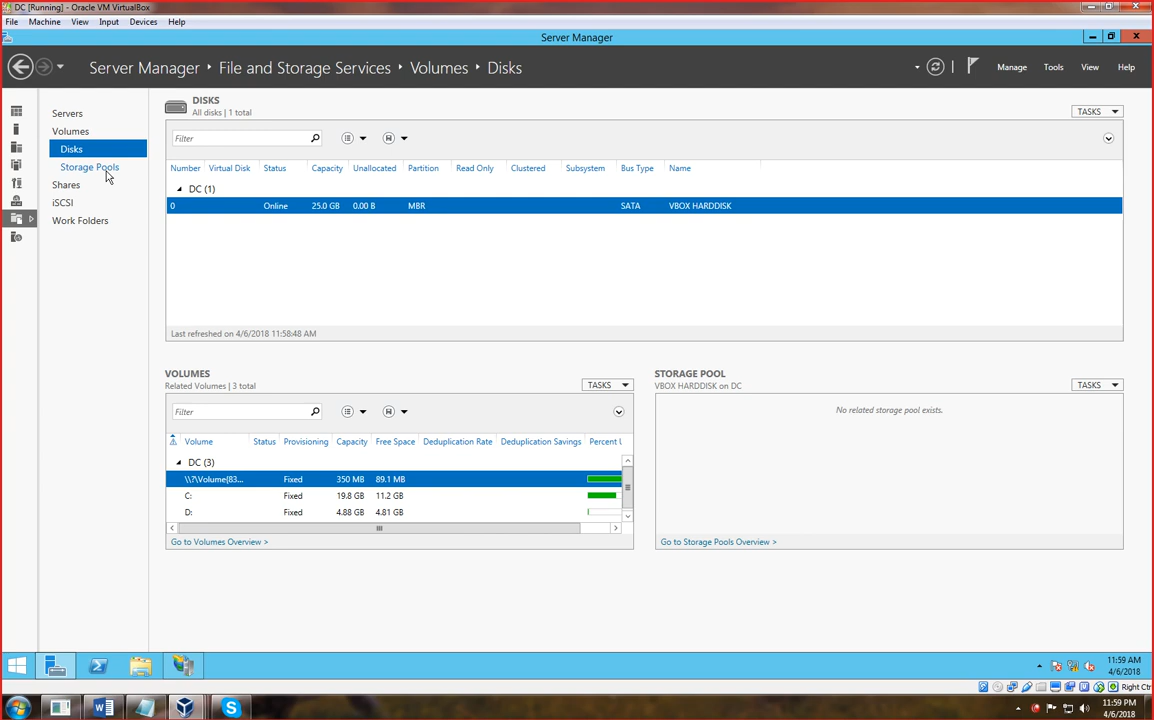 DC [Running] - Oracle VM VirtualBox
File Machine View Input Devices Help
Server Manager
Server Manager ‣ File and Storage Services ‣ Volumes ‣ Disks
Manage Tools View Help
Servers
Volumes
Disks
Storage Pools
Shares
iSCSI
Work Folders
DISKS
All disks | 1 total
TASKS
Filter
Number Virtual Disk Status Capacity Unallocated Partition Read Only Clustered Subsystem Bus Type Name
DC (1)
0 Online 25.0 GB 0.00 B MBR SATA VBOX HARDDISK
Last refreshed on 4/6/2018 11:58:48 AM
VOLUMES
Related Volumes | 3 total
TASKS
Filter
Volume Status Provisioning Capacity Free Space Deduplication Rate Deduplication Savings Percent U
DC (3)
\\?\Volume{83... Fixed 350 MB 89.1 MB
C: Fixed 19.8 GB 11.2 GB
D: Fixed 4.88 GB 4.81 GB
Go to Volumes Overview >
STORAGE POOL
VBOX HARDDISK on DC
TASKS
No related storage pool exists.
Go to Storage Pools Overview >
11:59 AM
4/6/2018
Right Ctr
11:59 PM
4/6/2018